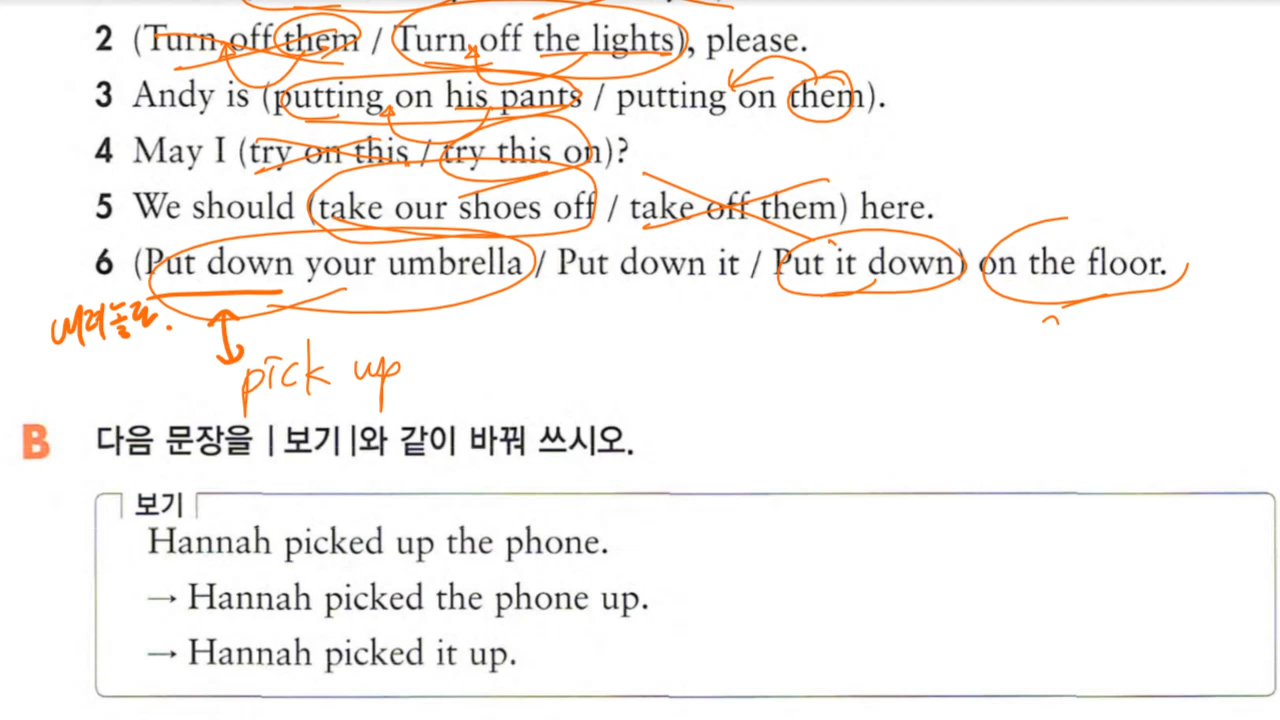 2 (Turn off them / Turn off the lights), please.
3 Andy is (putting on his pants / putting on them).
4 May I (try on this / try this on)?
5 We should (take our shoes off / take off them) here.
6 (Put down your umbrella / Put down it / Put it down) on the floor.
내려놓다.
pick up
B 다음 문장을 | 보기 |와 같이 바꿔 쓰시오.
보기
Hannah picked up the phone.
→ Hannah picked the phone up.
→ Hannah picked it up.